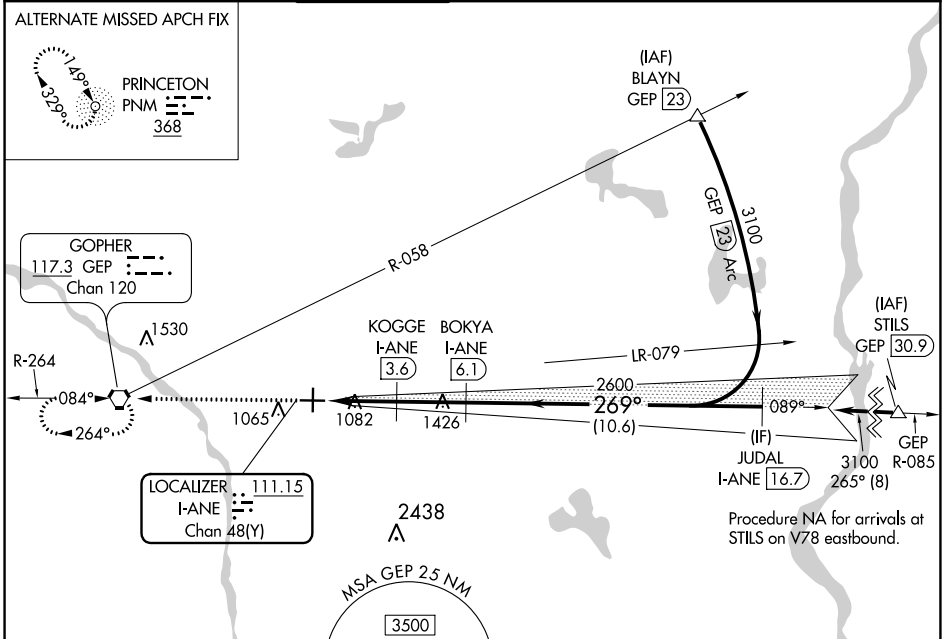 ALTERNATE MISSED APCH FIX
149°
329°
PRINCETON
PNM
368
(IAF)
BLAYN
GEP 23
3100
GEP 23 Arc
R-058
GOPHER
117.3 GEP
Chan 120
1530
R-264
084°
264°
KOGGE
I-ANE
3.6
BOKYA
I-ANE
6.1
LR-079
(IAF)
STILS
GEP 30.9
2600
269°
089°
(10.6)
1065
1082
1426
(IF)
JUDAL
I-ANE 16.7
3100
265° (8)
GEP
R-085
LOCALIZER 111.15
I-ANE
Chan 48(Y)
2438
Procedure NA for arrivals at
STILS on V78 eastbound.
MSA GEP 25 NM
3500